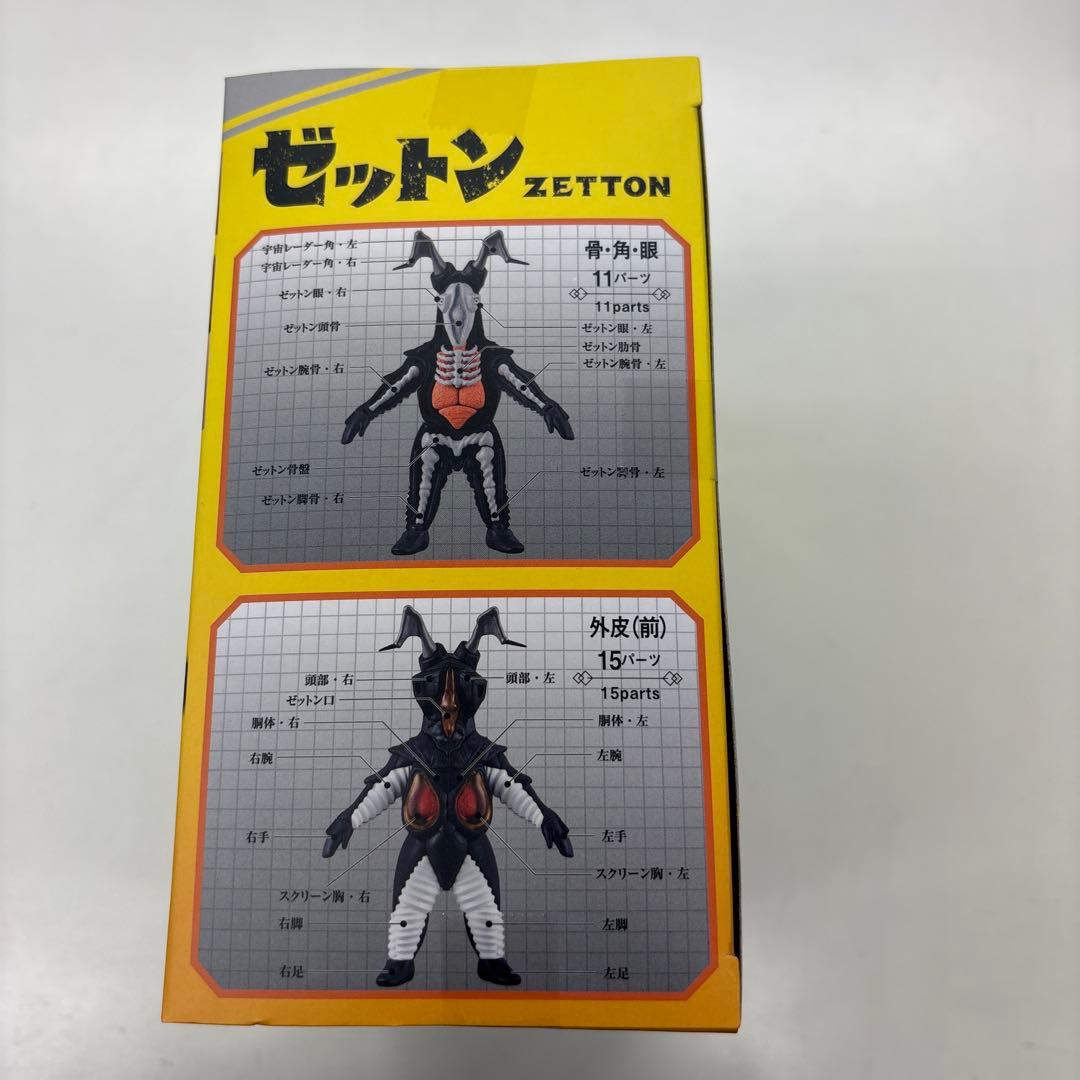 ゼットン ZETTON
宇宙レーダー角・左
宇宙レーダー角・右
ゼットン眼・右
ゼットン頭骨
ゼットン腕骨・右
ゼットン骨盤
ゼットン脚骨・右
骨・角・眼
11パーツ
11parts
ゼットン眼・左
ゼットン肋骨
ゼットン腕骨・左
ゼットン脚骨・左
外皮(前)
15パーツ
15parts
頭部・右
頭部・左
ゼットン口
胴体・右
胴体・左
右腕
左腕
右手
左手
スクリーン胸・右
スクリーン胸・左
右脚
左脚
右足
左足